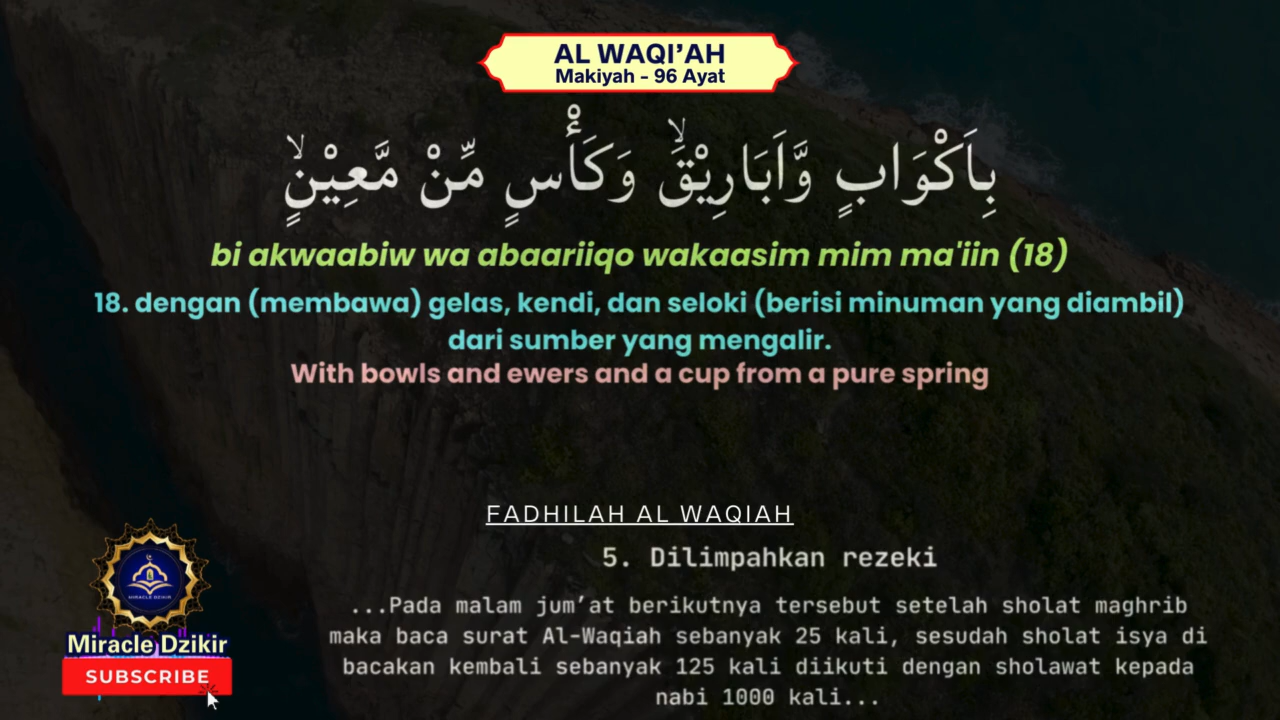 AL WAQI’AH
Makiyah - 96 Ayat
بِاَكْوَابٍ وَّاَبَارِيْقَۙ وَكَأْسٍ مِّنْ مَّعِيْنٍۙ
bi akwaabiw wa abaariiqo wakaasim mim ma'iin (18)
18. dengan (membawa) gelas, kendi, dan seloki (berisi minuman yang diambil)
dari sumber yang mengalir.
With bowls and ewers and a cup from a pure spring
FADHILAH AL WAQIAH
5. Dilimpahkan rezeki
...Pada malam jum’at berikutnya tersebut setelah sholat maghrib
maka baca surat Al-Waqiah sebanyak 25 kali, sesudah sholat isya di
bacakan kembali sebanyak 125 kali diikuti dengan sholawat kepada
nabi 1000 kali...
MIRACLE DZIKIR
Miracle Dzikir
SUBSCRIBE